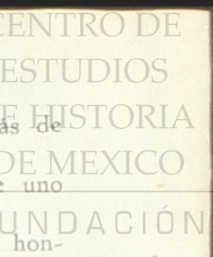 CENTRO DE
ESTUDIOS
E HISTORIA
ás de
DE MEXICO
e uno
UNDACIÓN
hon-